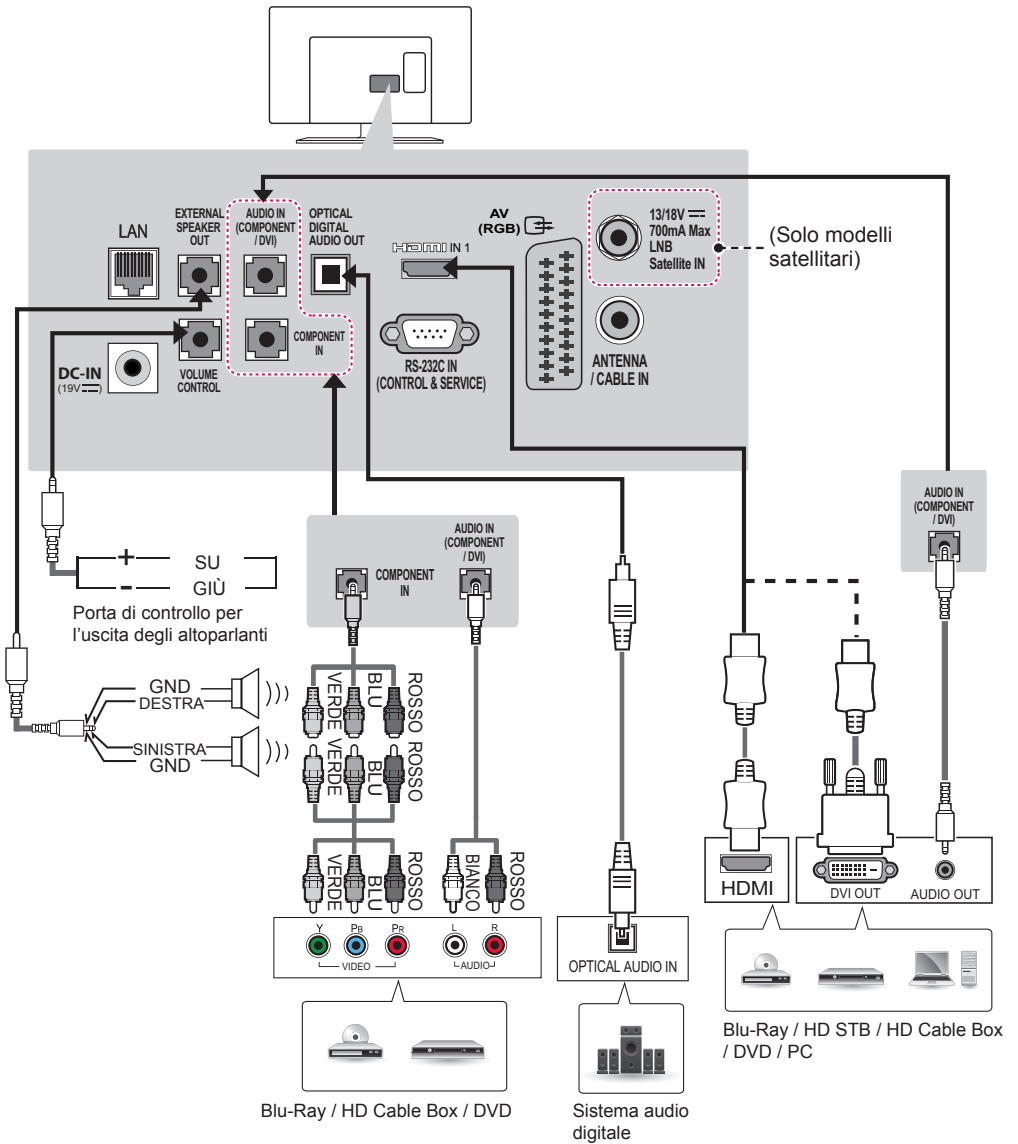 LAN
EXTERNAL
SPEAKER
OUT
AUDIO IN
(COMPONENT
/ DVI)
OPTICAL
DIGITAL
AUDIO OUT
HDMI IN 1
AV
(RGB)
13/18V
700mA Max
LNB
Satellite IN
(Solo modelli
satellitari)
DC-IN
(19V)
VOLUME
CONTROL
COMPONENT
IN
RS-232C IN
(CONTROL & SERVICE)
ANTENNA
/ CABLE IN
AUDIO IN
(COMPONENT
/ DVI)
+ SU
- GIÙ
Porta di controllo per
l'uscita degli altoparlanti
COMPONENT
IN
AUDIO IN
(COMPONENT
/ DVI)
GND
DESTRA
SINISTRA
GND
VERDE
BLU
ROSSO
VERDE
BLU
ROSSO
VERDE
BLU
ROSSO
BIANCO
ROSSO
Y PB PR
VIDEO
L R
AUDIO
OPTICAL AUDIO IN
HDMI
DVI OUT
AUDIO OUT
Blu-Ray / HD Cable Box / DVD
Sistema audio
digitale
Blu-Ray / HD STB / HD Cable Box
/ DVD / PC